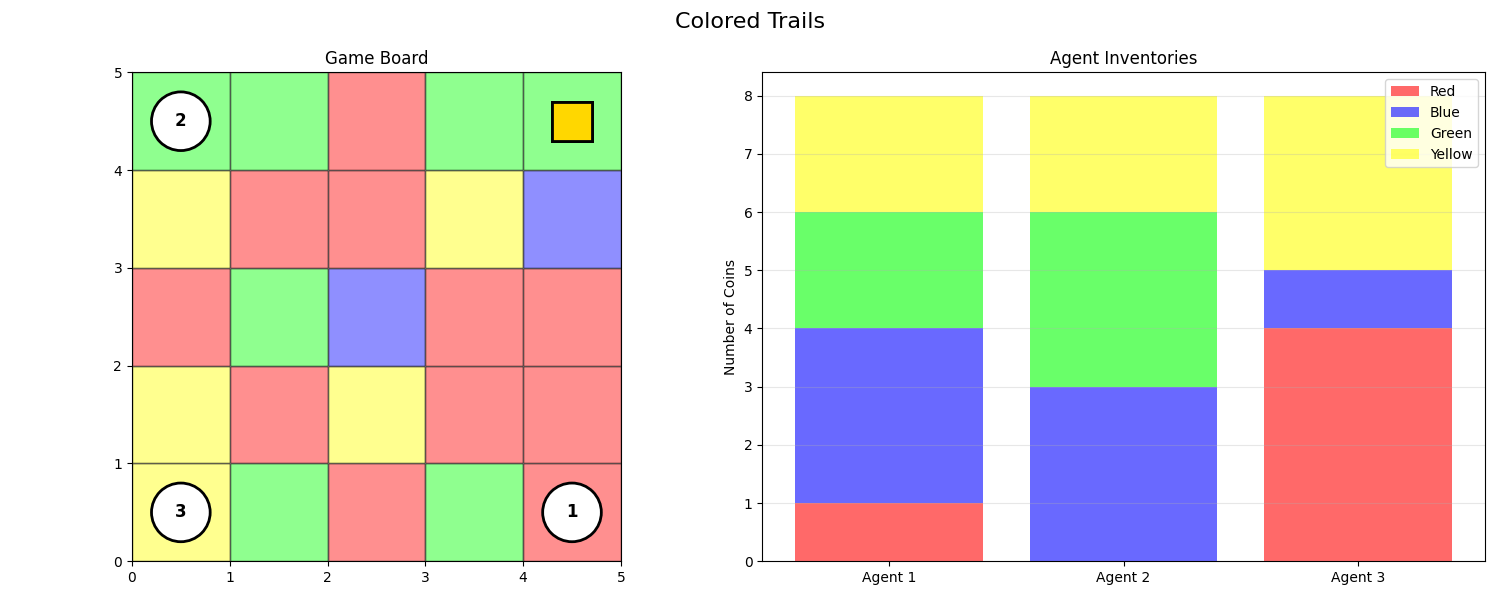 Colored Trails
Game Board
5
4
3
2
1
0
0 1 2 3 4 5
2
3
1
Agent Inventories
Number of Coins
8
7
6
5
4
3
2
1
0
Agent 1 Agent 2 Agent 3
Red
Blue
Green
Yellow